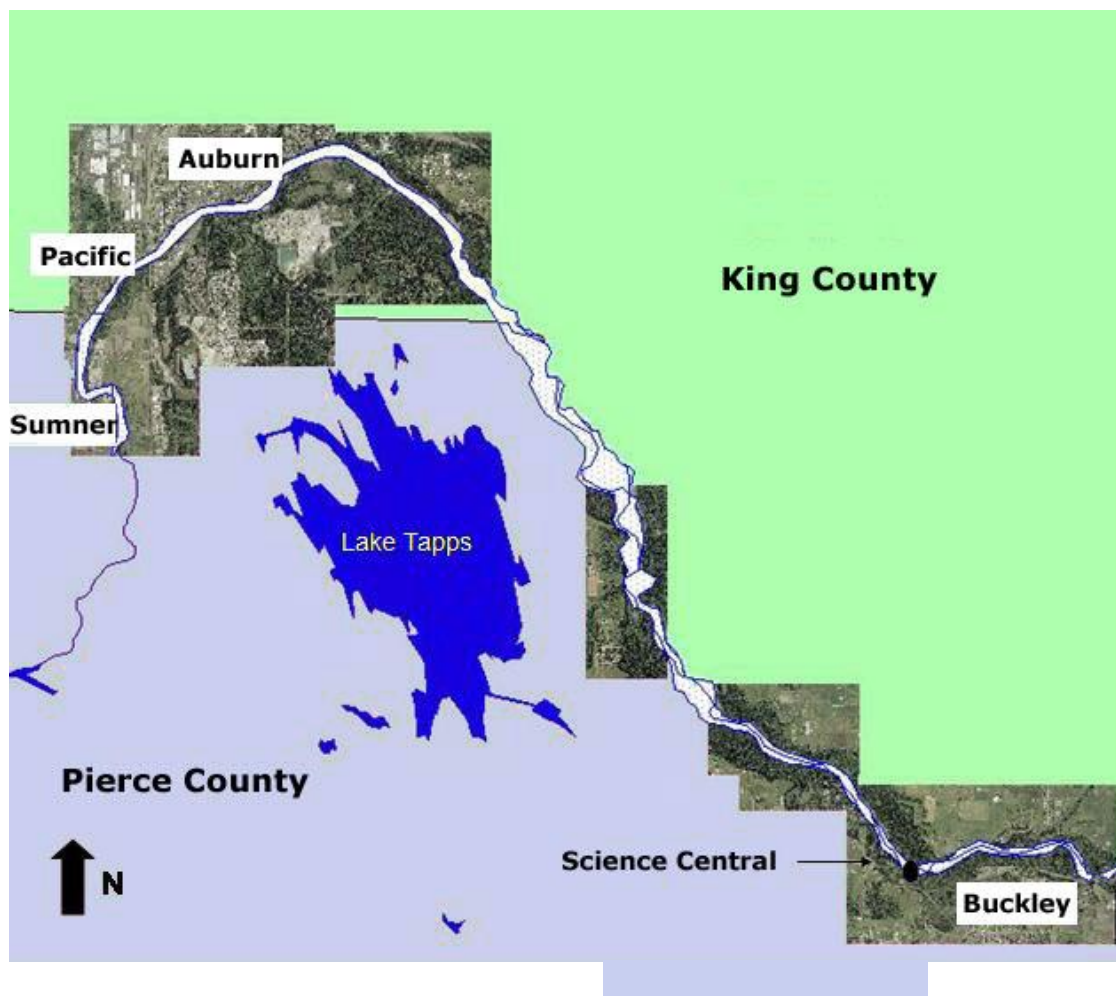 Auburn
Pacific
King County
Sumner
Lake Tapps
Pierce County
Science Central
N
Buckley